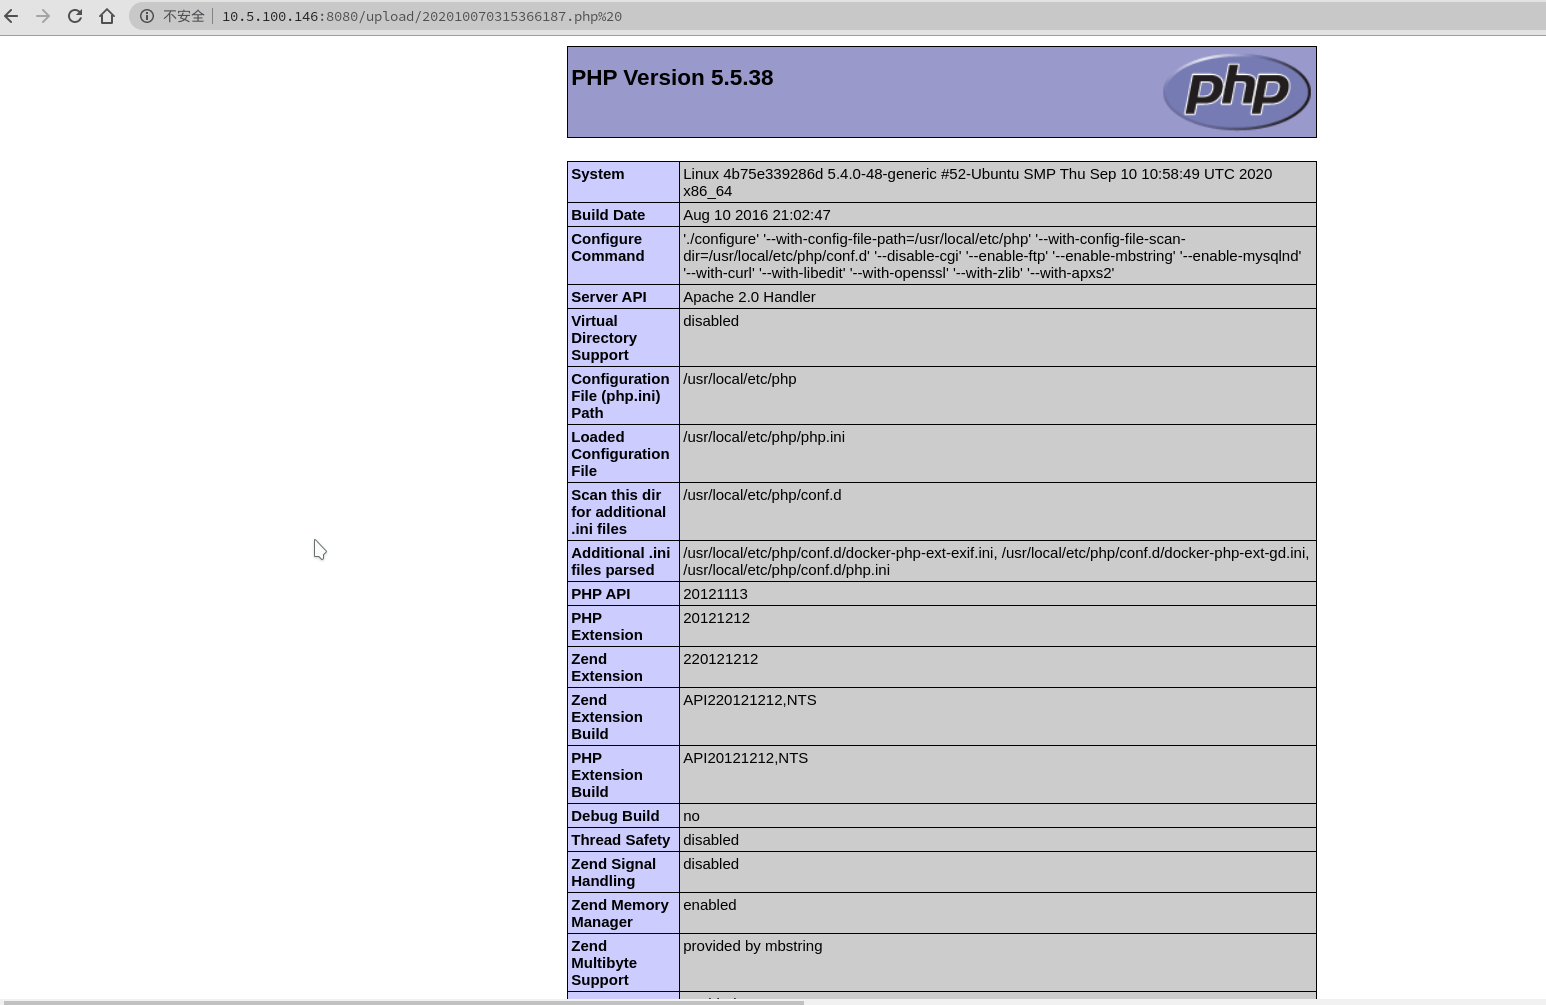 不安全 10.5.100.146:8080/upload/202010070315366187.php%20
PHP Version 5.5.38
php
System
Linux 4b75e339286d 5.4.0-48-generic #52-Ubuntu SMP Thu Sep 10 10:58:49 UTC 2020
x86_64
Build Date
Aug 10 2016 21:02:47
Configure
Command
'./configure' '--with-config-file-path=/usr/local/etc/php' '--with-config-file-scan-
dir=/usr/local/etc/php/conf.d' '--disable-cgi' '--enable-ftp' '--enable-mbstring' '--enable-mysqlnd'
'--with-curl' '--with-libedit' '--with-openssl' '--with-zlib' '--with-apxs2'
Server API
Apache 2.0 Handler
Virtual
Directory
Support
disabled
Configuration
File (php.ini)
Path
/usr/local/etc/php
Loaded
Configuration
File
/usr/local/etc/php/php.ini
Scan this dir
for additional
.ini files
/usr/local/etc/php/conf.d
Additional .ini
files parsed
/usr/local/etc/php/conf.d/docker-php-ext-exif.ini, /usr/local/etc/php/conf.d/docker-php-ext-gd.ini,
/usr/local/etc/php/conf.d/php.ini
PHP API
20121113
PHP
Extension
20121212
Zend
Extension
220121212
Zend
Extension
Build
API220121212,NTS
PHP
Extension
Build
API20121212,NTS
Debug Build
no
Thread Safety
disabled
Zend Signal
Handling
disabled
Zend Memory
Manager
enabled
Zend
Multibyte
Support
provided by mbstring